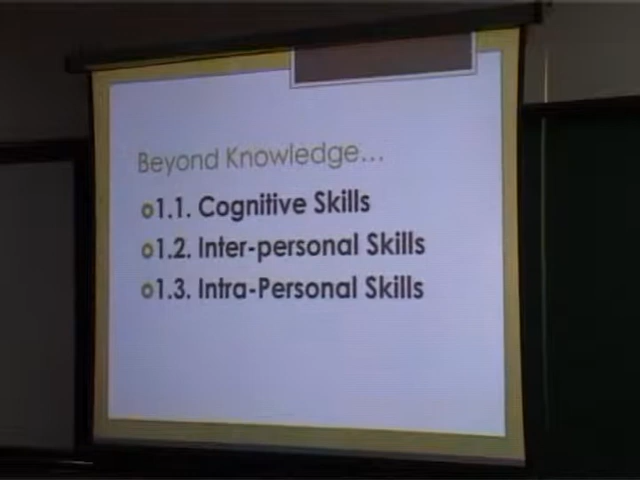 Beyond Knowledge...
1.1. Cognitive Skills
1.2. Inter-personal Skills
1.3. Intra-Personal Skills